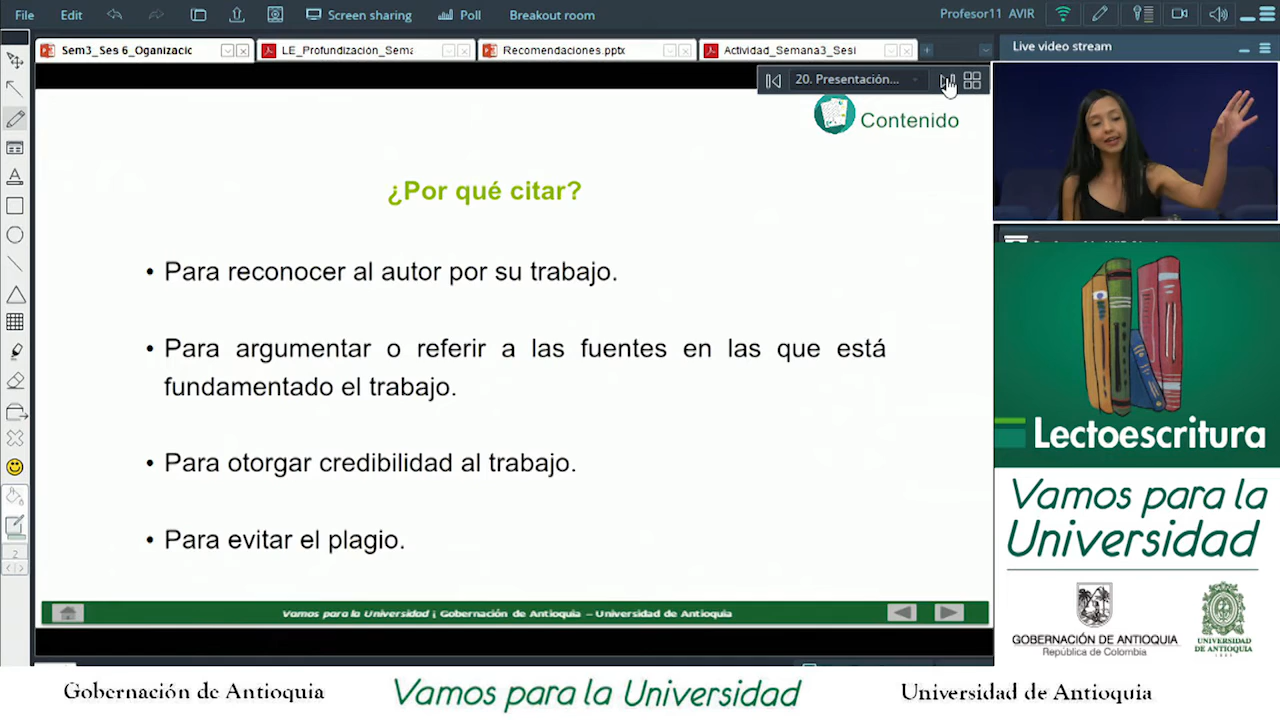 File Edit Screen sharing Poll Breakout room Profesor11 AVIR
Sem3_Ses 6_Oganizacic LE_Profundización_Sema Recomendaciones.pptx Actividad_Semana3_Sesi
Live video stream
20. Presentación...
Contenido
¿Por qué citar?
• Para reconocer al autor por su trabajo.
• Para argumentar o referir a las fuentes en las que está
fundamentado el trabajo.
• Para otorgar credibilidad al trabajo.
• Para evitar el plagio.
Vamos para la Universidad ¡ Gobernación de Antioquia – Universidad de Antioquia
2
Lectoescritura
Vamos para la
Universidad
GOBERNACIÓN DE ANTIOQUIA
República de Colombia
UNIVERSIDAD
DE ANTIOQUIA
Gobernación de Antioquia Vamos para la Universidad Universidad de Antioquia